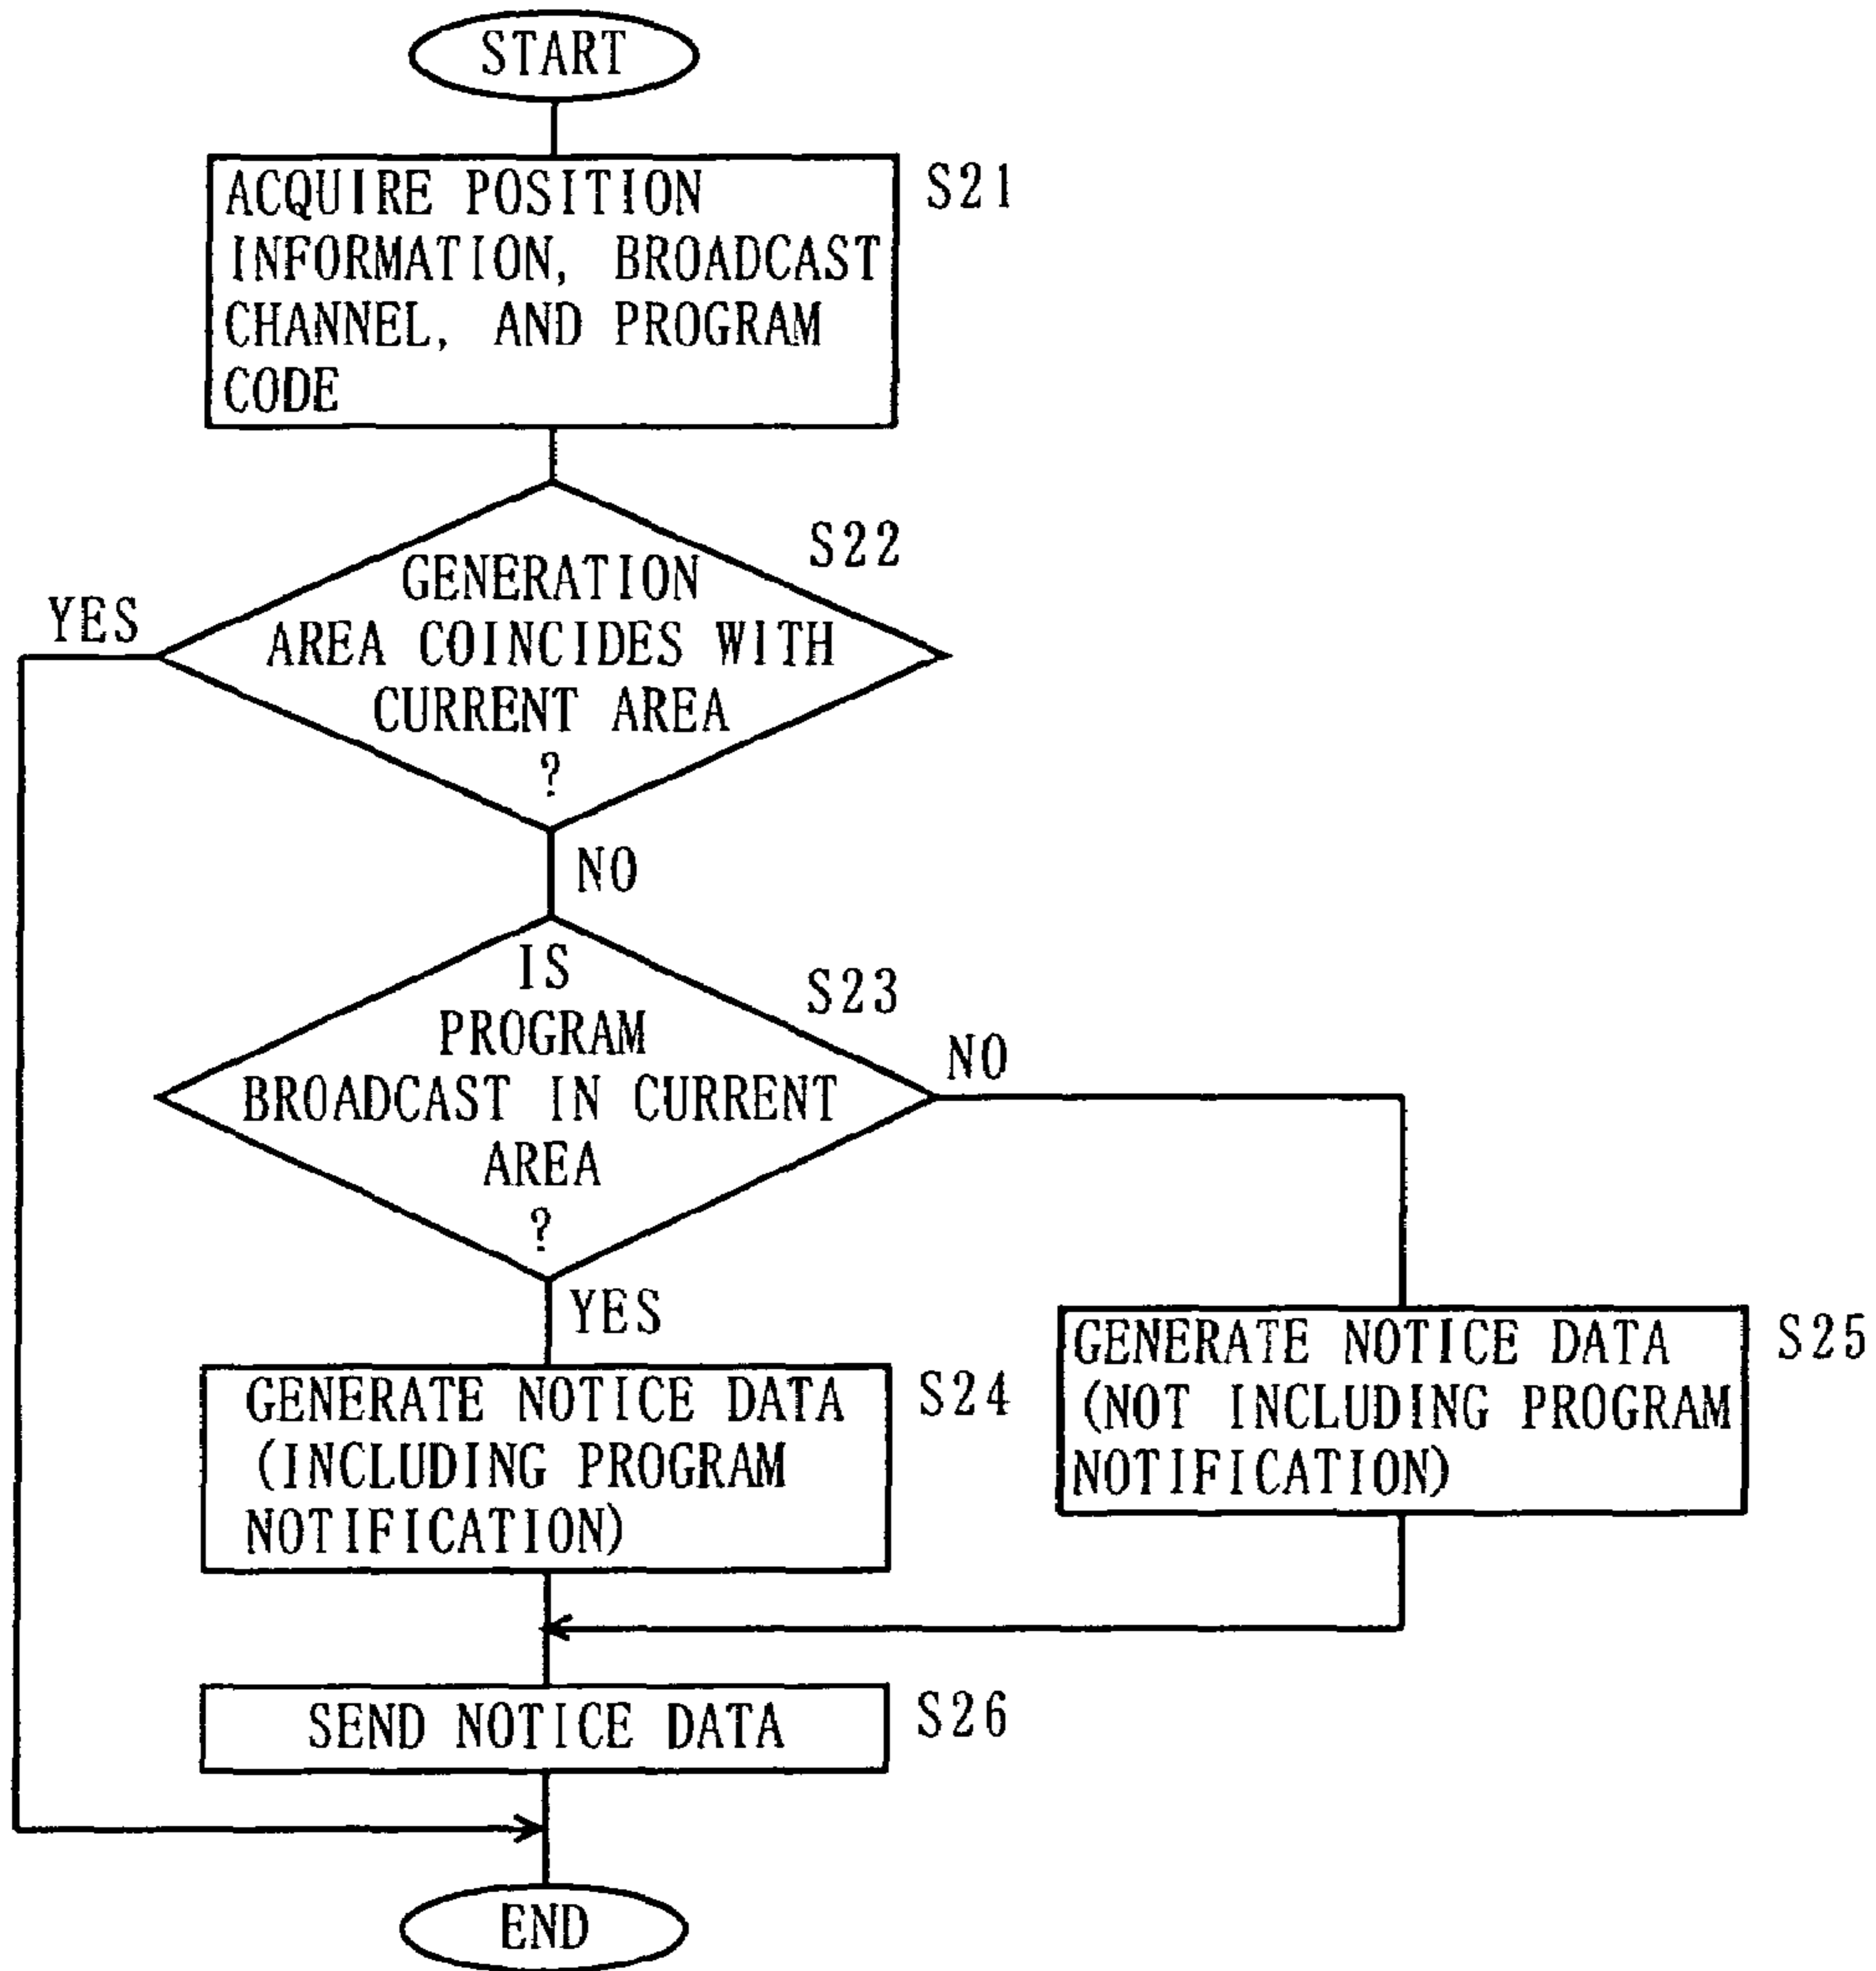 START
ACQUIRE POSITION
INFORMATION, BROADCAST
CHANNEL, AND PROGRAM
CODE
S21
GENERATION
AREA COINCIDES WITH
CURRENT AREA
?
S22
YES
NO
IS
PROGRAM
BROADCAST IN CURRENT
AREA
?
S23
NO
YES
GENERATE NOTICE DATA
(INCLUDING PROGRAM
NOTIFICATION)
S24
GENERATE NOTICE DATA
(NOT INCLUDING PROGRAM
NOTIFICATION)
S25
SEND NOTICE DATA
S26
END